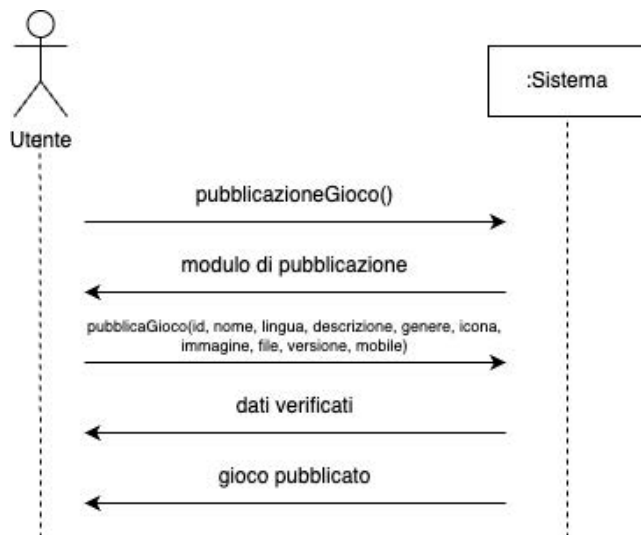 :Sistema
Utente
pubblicazioneGioco()
modulo di pubblicazione
pubblicaGioco(id, nome, lingua, descrizione, genere, icona,
immagine, file, versione, mobile)
dati verificati
gioco pubblicato